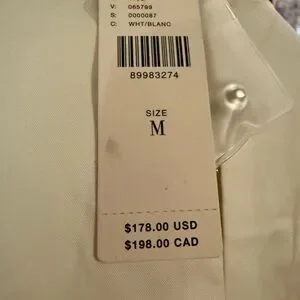 V: 065799
S: 0000087
C: WHT/BLANC
89983274
SIZE
M
$178.00 USD
$198.00 CAD